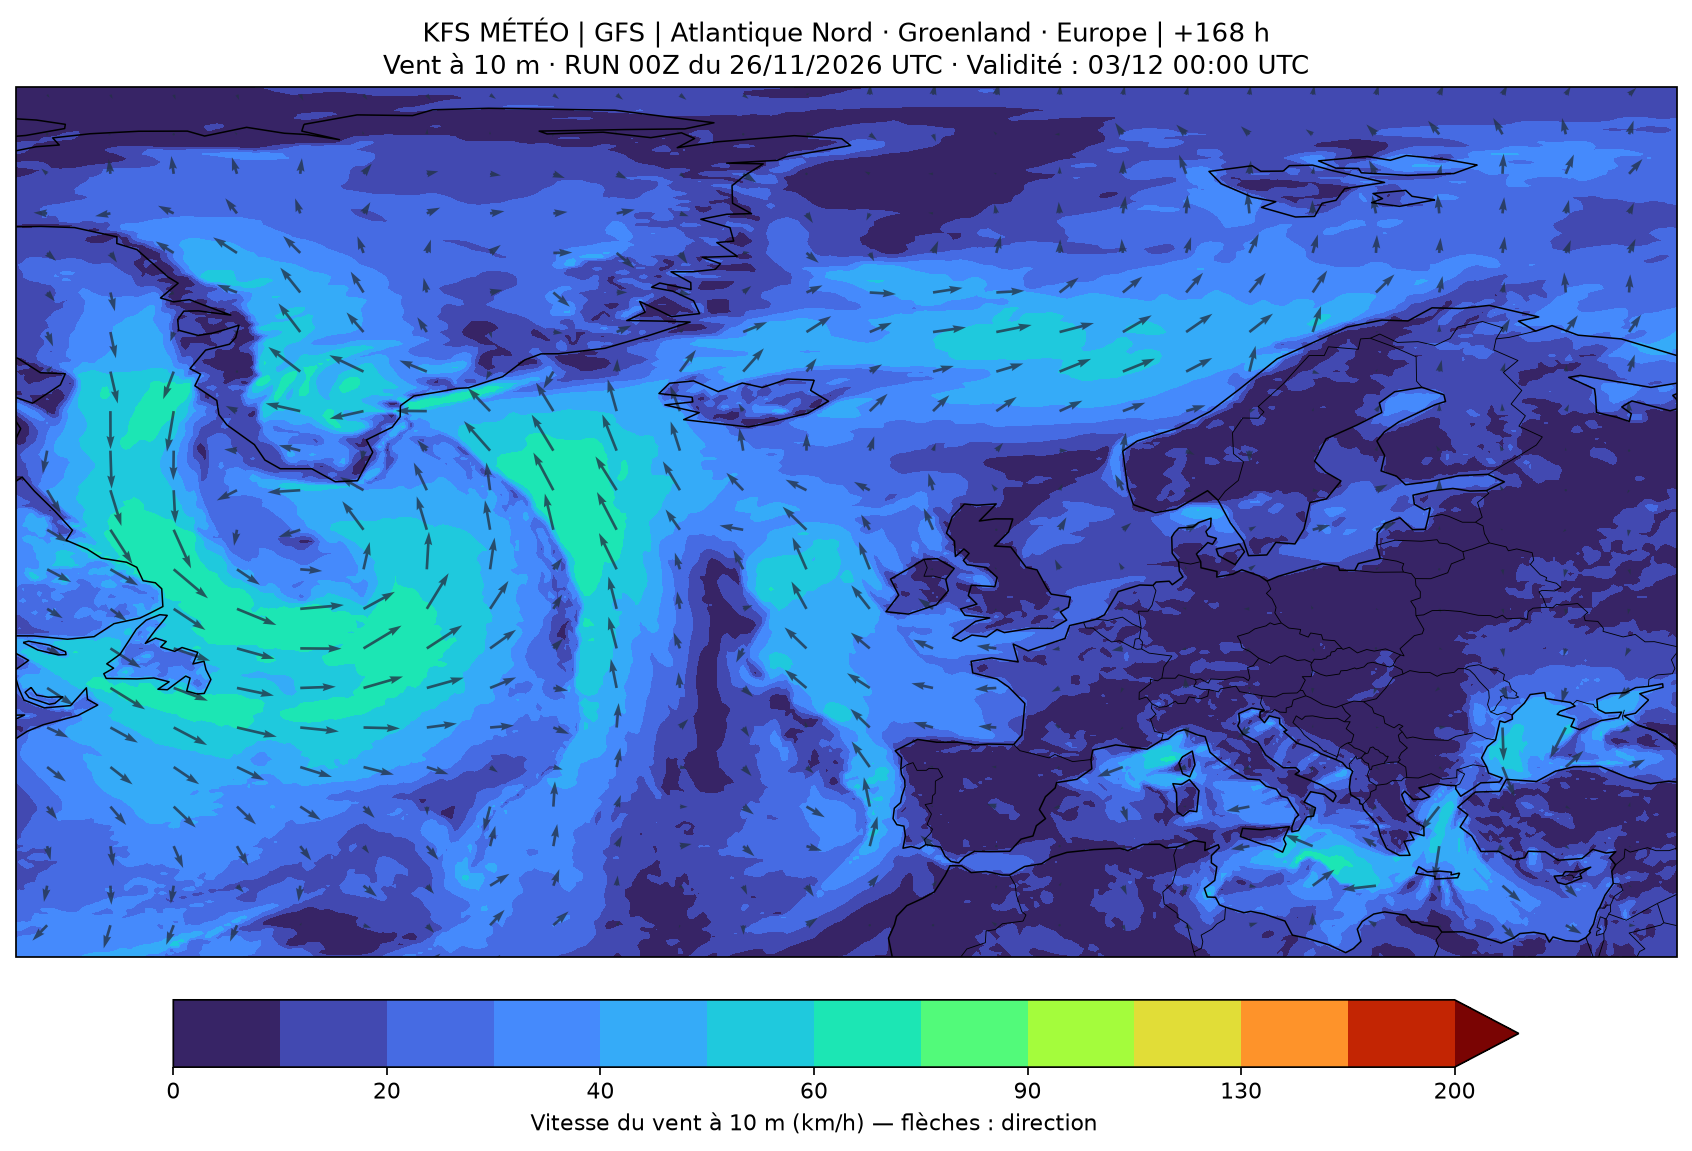 KFS MÉTÉO | GFS | Atlantique Nord · Groenland · Europe | +168 h
Vent à 10 m · RUN 00Z du 26/11/2026 UTC · Validité : 03/12 00:00 UTC
0 20 40 60 90 130 200
Vitesse du vent à 10 m (km/h) — flèches : direction